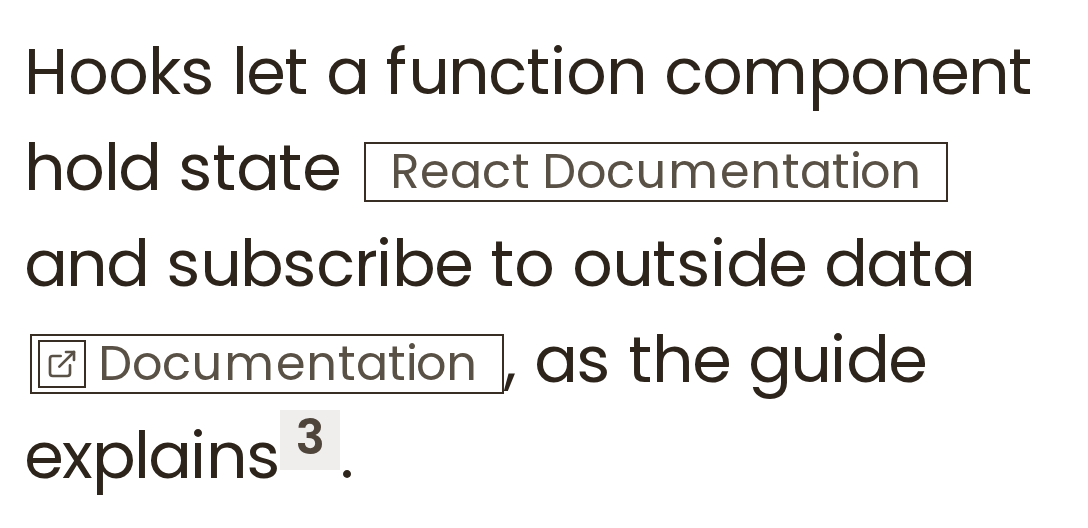 Hooks let a function component
hold state React Documentation
and subscribe to outside data
Documentation, as the guide
explains3.